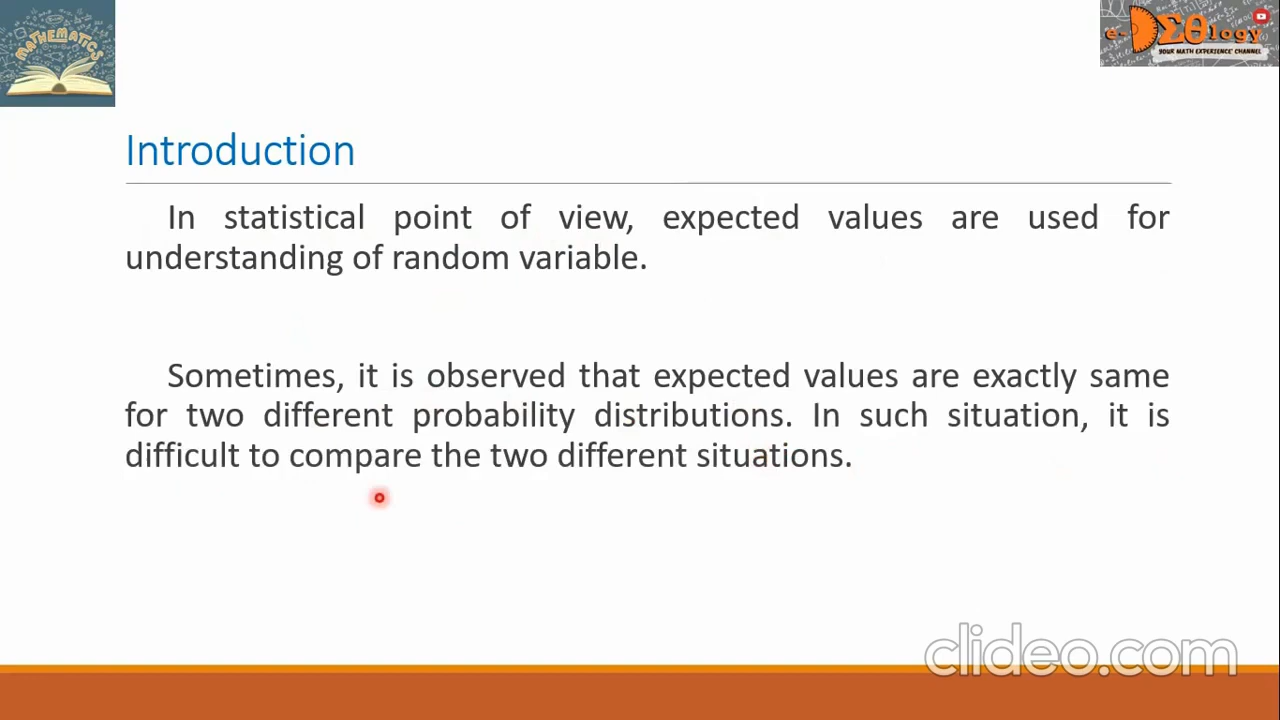 MATHEMATICS
e-DΣθlogy
YOUR MATH EXPERIENCE CHANNEL
Introduction
In statistical point of view, expected values are used for
understanding of random variable.
Sometimes, it is observed that expected values are exactly same
for two different probability distributions. In such situation, it is
difficult to compare the two different situations.
clideo.com